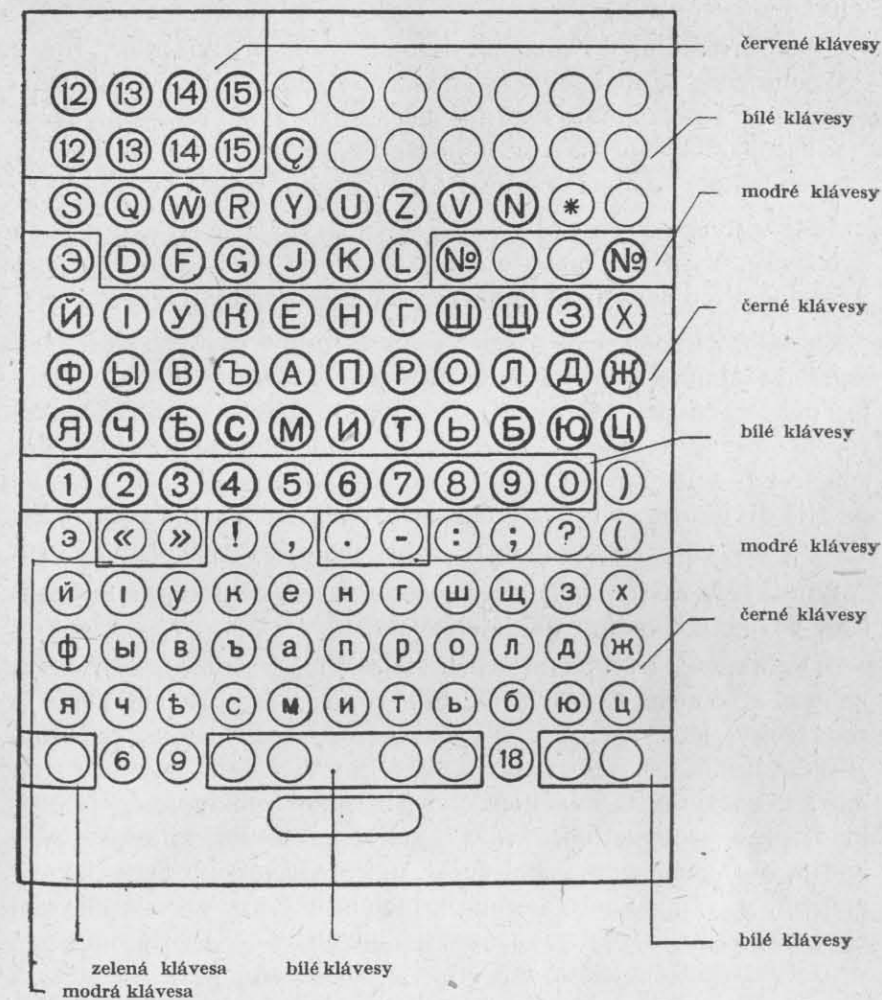 červené klávesy
12 13 14 15
bílé klávesy
12 13 14 15 Ç
modré klávesy
S Q W R Y U Z V N *
Э D F G J K L № №
černé klávesy
Й І У К Е Н Г Ш Щ З Х
Ф Ы В Ъ А П Р О Л Д Ж
Я Ч Ѣ С М И Т Ь Б Ю Ц
bílé klávesy
1 2 3 4 5 6 7 8 9 0 )
э « » ! , . - : ; ? (
modré klávesy
й і у к е н г ш щ з х
černé klávesy
ф ы в ъ а п р о л д ж
я ч ѣ с м и т ь б ю ц
6 9 18
bílé klávesy
zelená klávesa bílé klávesy
modrá klávesa